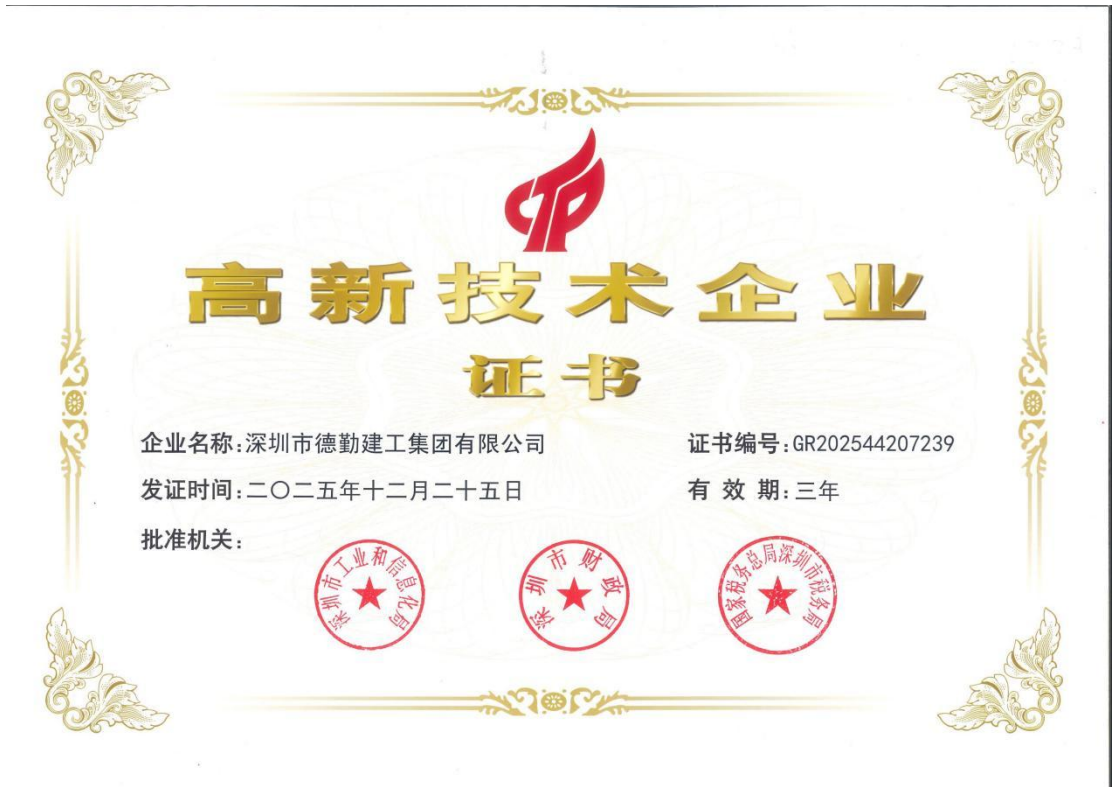 高新技术企业
证书
企业名称:深圳市德勤建工集团有限公司
证书编号:GR202544207239
发证时间:二〇二五年十二月二十五日
有效期:三年
批准机关:
深圳市工业和信息化局
深圳市财政局
国家税务总局深圳市税务局